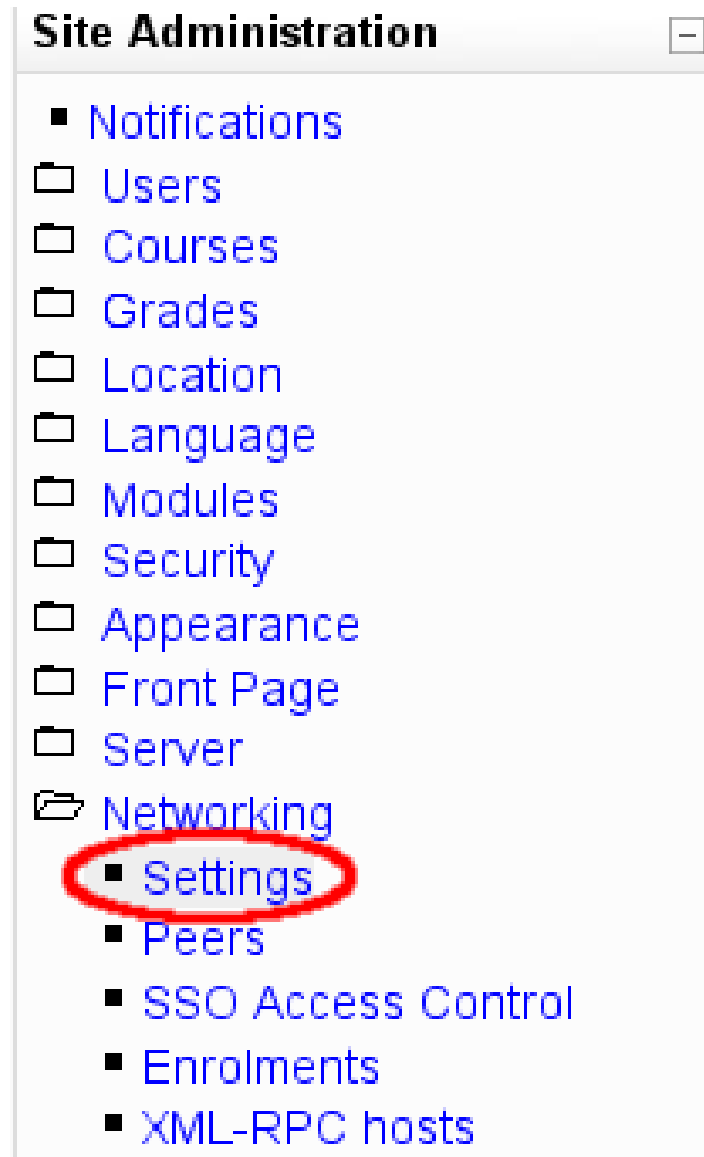 Site Administration
Notifications
Users
Courses
Grades
Location
Language
Modules
Security
Appearance
Front Page
Server
Networking
Settings
Peers
SSO Access Control
Enrolments
XML-RPC hosts